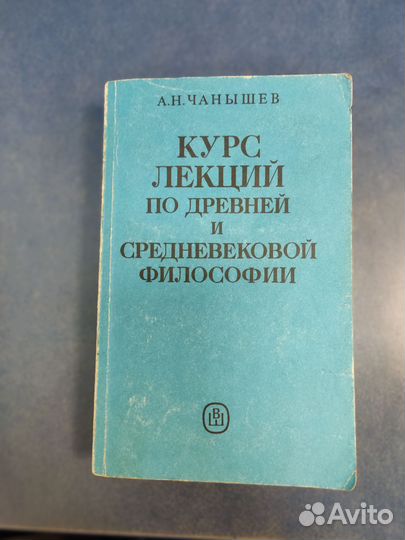 А.Н.ЧАНЫШЕВ
КУРС
ЛЕКЦИЙ
ПО ДРЕВНЕЙ
И
СРЕДНЕВЕКОВОЙ
ФИЛОСОФИИ
ВШ
Avito